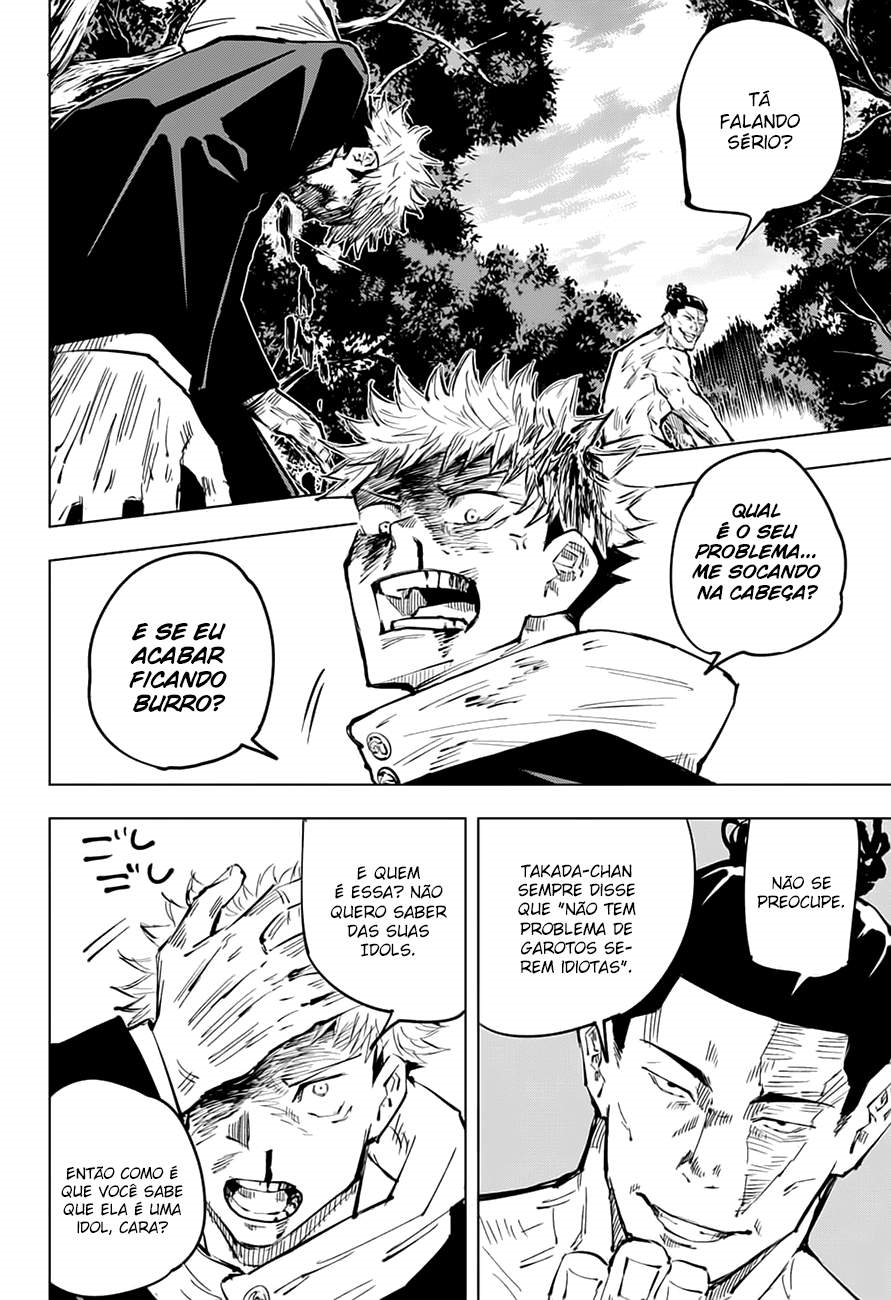 TÁ
FALANDO
SÉRIO?
QUAL
É O SEU
PROBLEMA...
ME SOCANDO
NA CABEÇA?
E SE EU
ACABAR
FICANDO
BURRO?
NÃO SE
PREOCUPE.
TAKADA-CHAN
SEMPRE DISSE
QUE "NÃO TEM
PROBLEMA DE
GAROTOS SE-
REM IDIOTAS".
E QUEM
É ESSA? NÃO
QUERO SABER
DAS SUAS
IDOLS.
ENTÃO COMO É
QUE VOCÊ SABE
QUE ELA É UMA
IDOL, CARA?